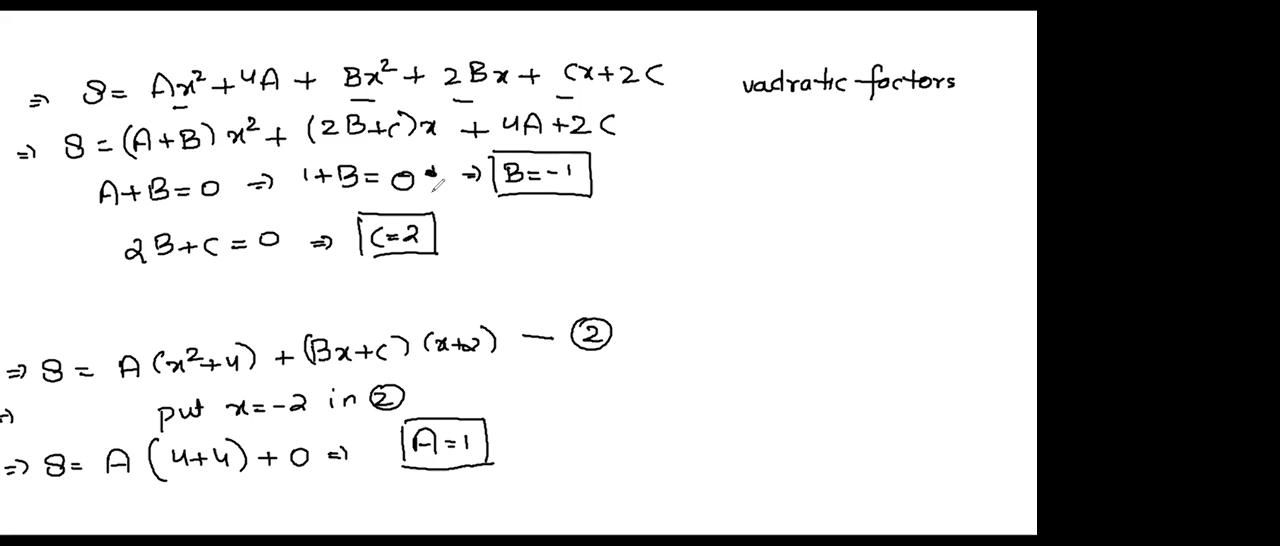 ⇒ 8 = Ax² + 4A + Bx² + 2Bx + Cx + 2C
vadratic factors
⇒ 8 = (A+B) x² + (2B+C)x + 4A + 2C
A+B = 0 ⇒ 1+B = 0 ⇒ B = -1
2B+C = 0 ⇒ C = 2
⇒ 8 = A (x²+4) + (Bx+C) (x+2) — ②
⇒ put x = -2 in ②
⇒ 8 = A (4+4) + 0 ⇒ A = 1